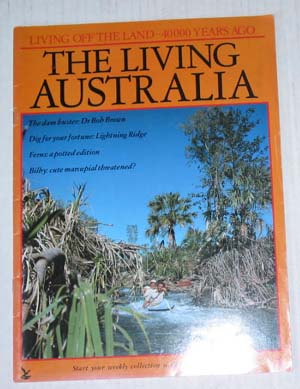 LIVING OFF THE LAND-40000 YEARS AGO
THE LIVING
AUSTRALIA
The dam buster: Dr Bob Brown
Dig for your fortune: Lightning Ridge
Ferns: a potted edition
Bilby: cute marsupial threatened?
Start your weekly collection